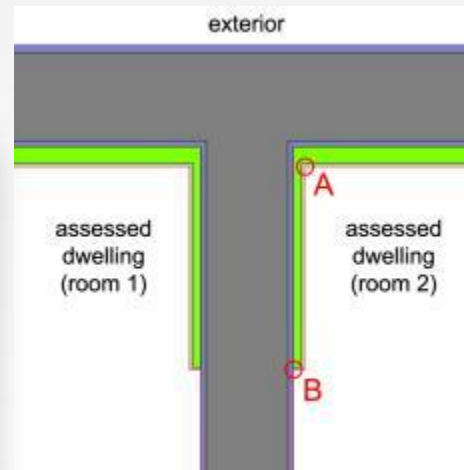 exterior
A
assessed
dwelling
(room 1)
assessed
dwelling
(room 2)
B